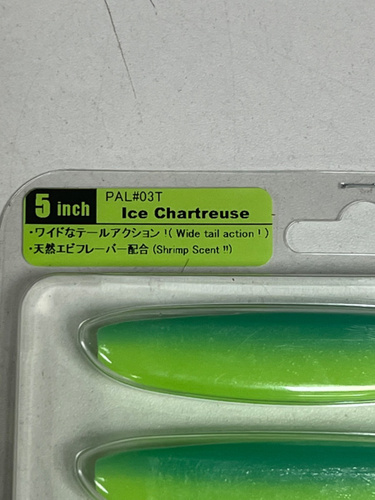 5 inch PAL#03T
Ice Chartreuse
・ワイドなテールアクション！( Wide tail action ! )
・天然エビフレーバー配合 (Shrimp Scent !!)